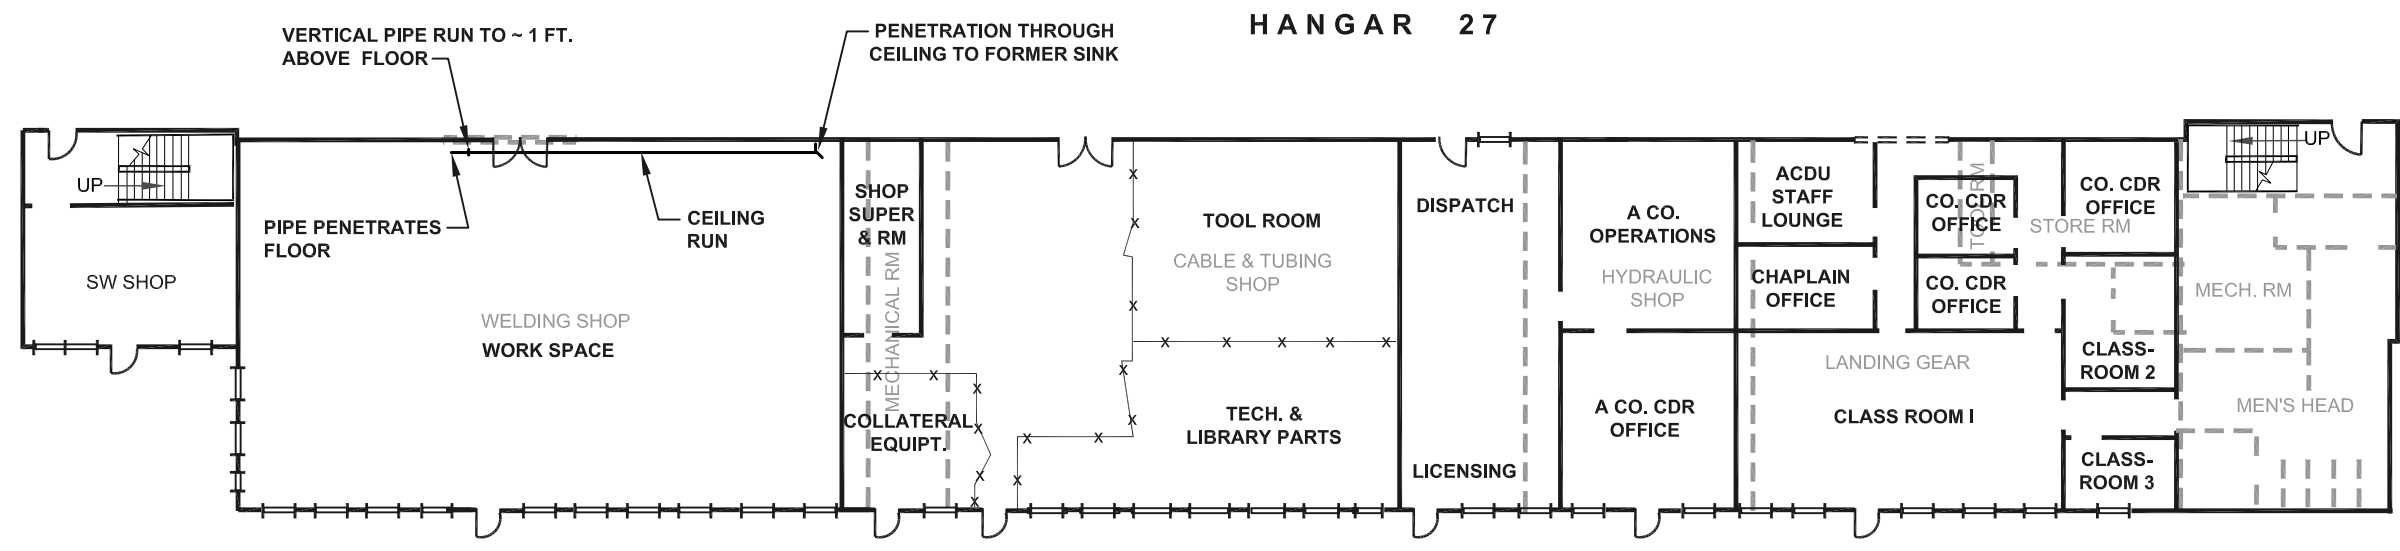 HANGAR 27
VERTICAL PIPE RUN TO ~ 1 FT.
ABOVE FLOOR
PENETRATION THROUGH
CEILING TO FORMER SINK
UP
PIPE PENETRATES
FLOOR
CEILING
RUN
SW SHOP
WELDING SHOP
WORK SPACE
SHOP
SUPER
& RM
MECHANICAL RM
COLLATERAL
EQUIPT.
TOOL ROOM
CABLE & TUBING
SHOP
TECH. &
LIBRARY PARTS
DISPATCH
LICENSING
A CO.
OPERATIONS
HYDRAULIC
SHOP
A CO. CDR
OFFICE
ACDU
STAFF
LOUNGE
CHAPLAIN
OFFICE
CO. CDR
OFFICE
TOOL RM
CO. CDR
OFFICE
STORE RM
CO. CDR
OFFICE
LANDING GEAR
CLASS ROOM I
CLASS-
ROOM 2
CLASS-
ROOM 3
UP
MECH. RM
MEN'S HEAD